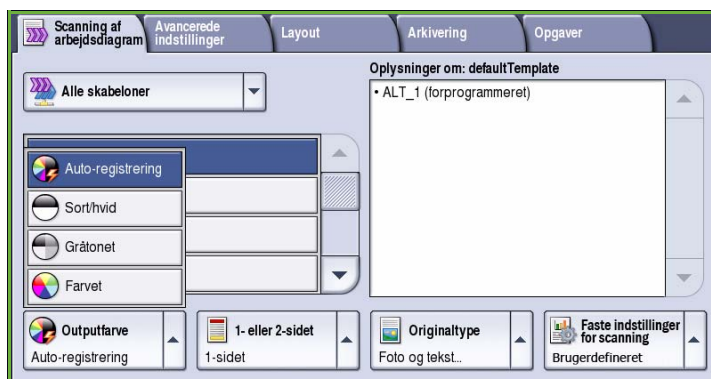 Scanning af
arbejdsdiagram
Avancerede
indstillinger
Layout
Arkivering
Opgaver
Alle skabeloner
Oplysninger om: defaultTemplate
• ALT_1 (forprogrammeret)
Auto-registrering
Sort/hvid
Gråtonet
Farvet
Outputfarve
Auto-registrering
1- eller 2-sidet
1-sidet
Originaltype
Foto og tekst...
Faste indstillinger
for scanning
Brugerdefineret